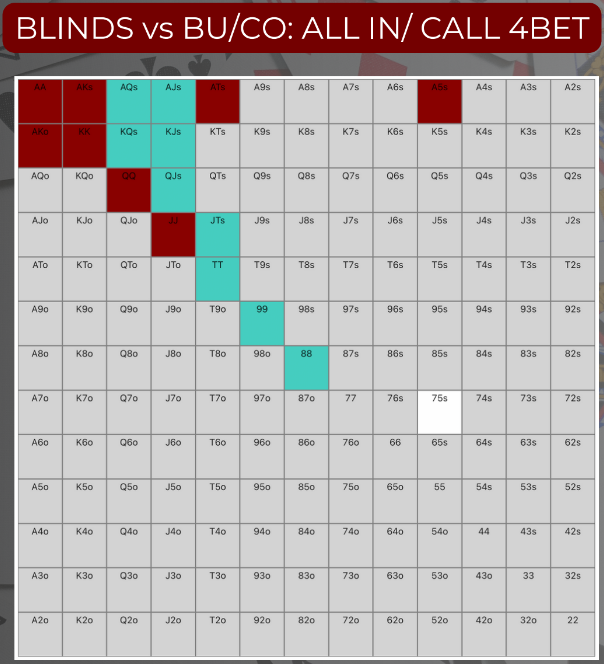 BLINDS vs BU/CO: ALL IN/ CALL 4BET
AA AKs AQs AJs ATs A9s A8s A7s A6s A5s A4s A3s A2s
AKo KK KQs KJs KTs K9s K8s K7s K6s K5s K4s K3s K2s
AQo KQo QQ QJs QTs Q9s Q8s Q7s Q6s Q5s Q4s Q3s Q2s
AJo KJo QJo JJ JTs J9s J8s J7s J6s J5s J4s J3s J2s
ATo KTo QTo JTo TT T9s T8s T7s T6s T5s T4s T3s T2s
A9o K9o Q9o J9o T9o 99 98s 97s 96s 95s 94s 93s 92s
A8o K8o Q8o J8o T8o 98o 88 87s 86s 85s 84s 83s 82s
A7o K7o Q7o J7o T7o 97o 87o 77 76s 75s 74s 73s 72s
A6o K6o Q6o J6o T6o 96o 86o 76o 66 65s 64s 63s 62s
A5o K5o Q5o J5o T5o 95o 85o 75o 65o 55 54s 53s 52s
A4o K4o Q4o J4o T4o 94o 84o 74o 64o 54o 44 43s 42s
A3o K3o Q3o J3o T3o 93o 83o 73o 63o 53o 43o 33 32s
A2o K2o Q2o J2o T2o 92o 82o 72o 62o 52o 42o 32o 22